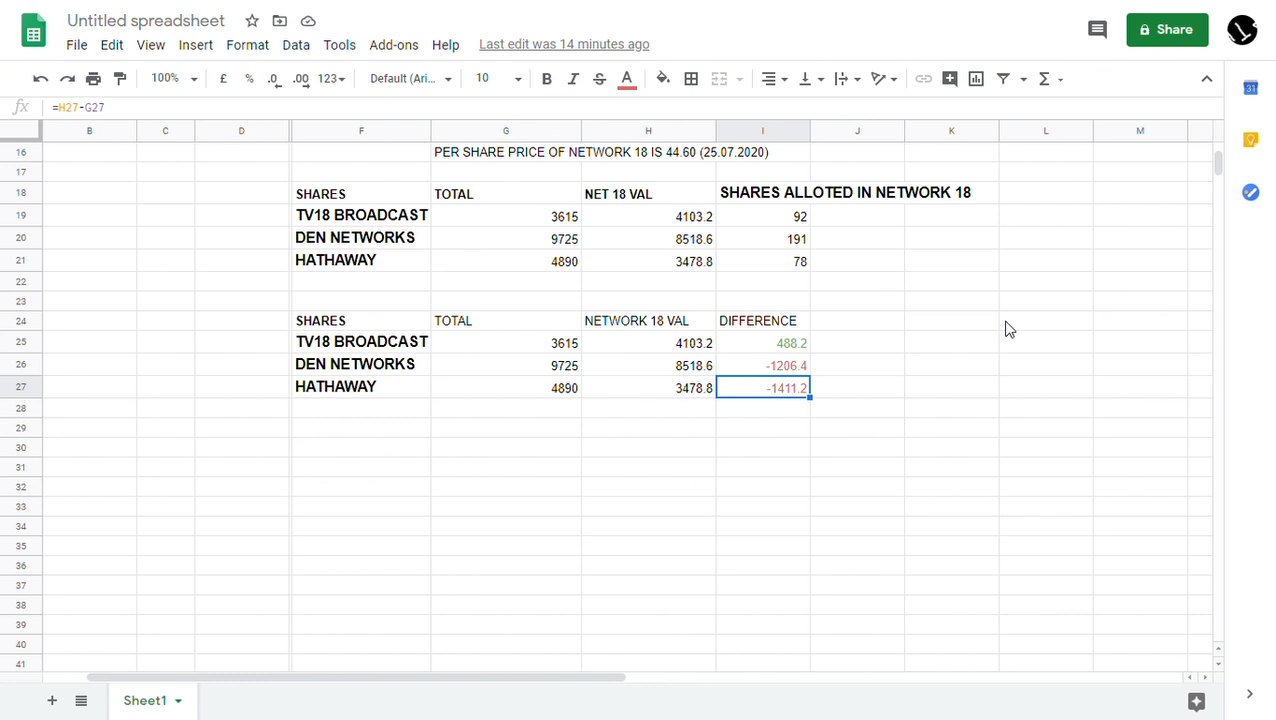 Untitled spreadsheet
File Edit View Insert Format Data Tools Add-ons Help Last edit was 14 minutes ago
Share
100% £ % .0 .00 123 Default (Ari... 10 B I S A Σ
fx =H27-G27
31
B C D F G H I J K L M
16 PER SHARE PRICE OF NETWORK 18 IS 44.60 (25.07.2020)
17
18 SHARES TOTAL NET 18 VAL SHARES ALLOTED IN NETWORK 18
19 TV18 BROADCAST 3615 4103.2 92
20 DEN NETWORKS 9725 8518.6 191
21 HATHAWAY 4890 3478.8 78
22
23
24 SHARES TOTAL NETWORK 18 VAL DIFFERENCE
25 TV18 BROADCAST 3615 4103.2 488.2
26 DEN NETWORKS 9725 8518.6 -1206.4
27 HATHAWAY 4890 3478.8 -1411.2
28
29
30
31
32
33
34
35
36
37
38
39
40
41
Sheet1